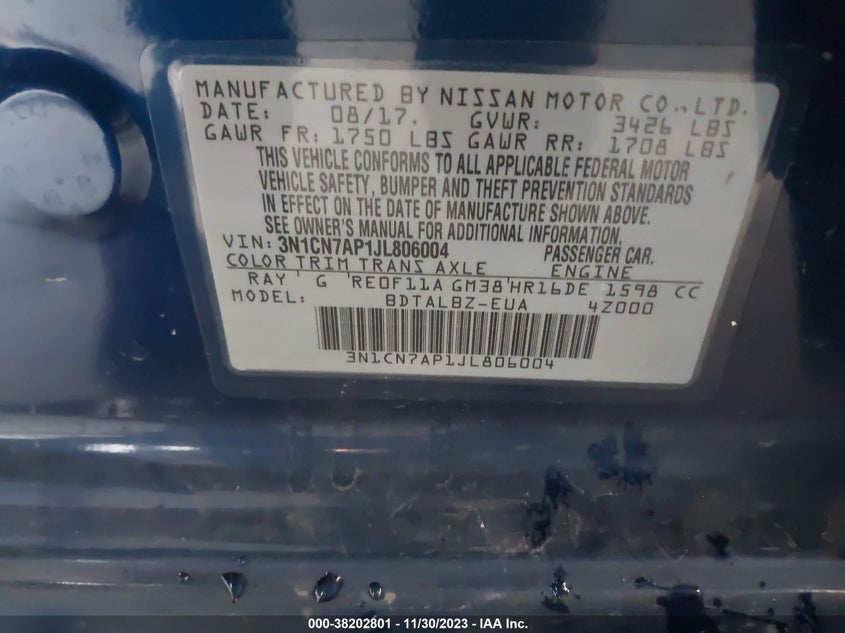 MANUFACTURED BY NISSAN MOTOR CO., LTD.
DATE: 08/17. GVWR: 3426 LBS
GAWR FR: 1750 LBS GAWR RR: 1708 LBS
THIS VEHICLE CONFORMS TO ALL APPLICABLE FEDERAL MOTOR
VEHICLE SAFETY, BUMPER AND THEFT PREVENTION STANDARDS
IN EFFECT ON THE DATE OF MANUFACTURE SHOWN ABOVE.
SEE OWNER'S MANUAL FOR ADDITIONAL INFORMATION.
VIN: 3N1CN7AP1JL806004 PASSENGER CAR.
COLOR TRIM TRANS AXLE ENGINE
RAY ' G 'RE0F11A GM38'HR16DE 1598 CC
MODEL: BDTALBZ-EUA 4Z000
3N1CN7AP1JL806004
000-38202801 - 11/30/2023 - IAA Inc.